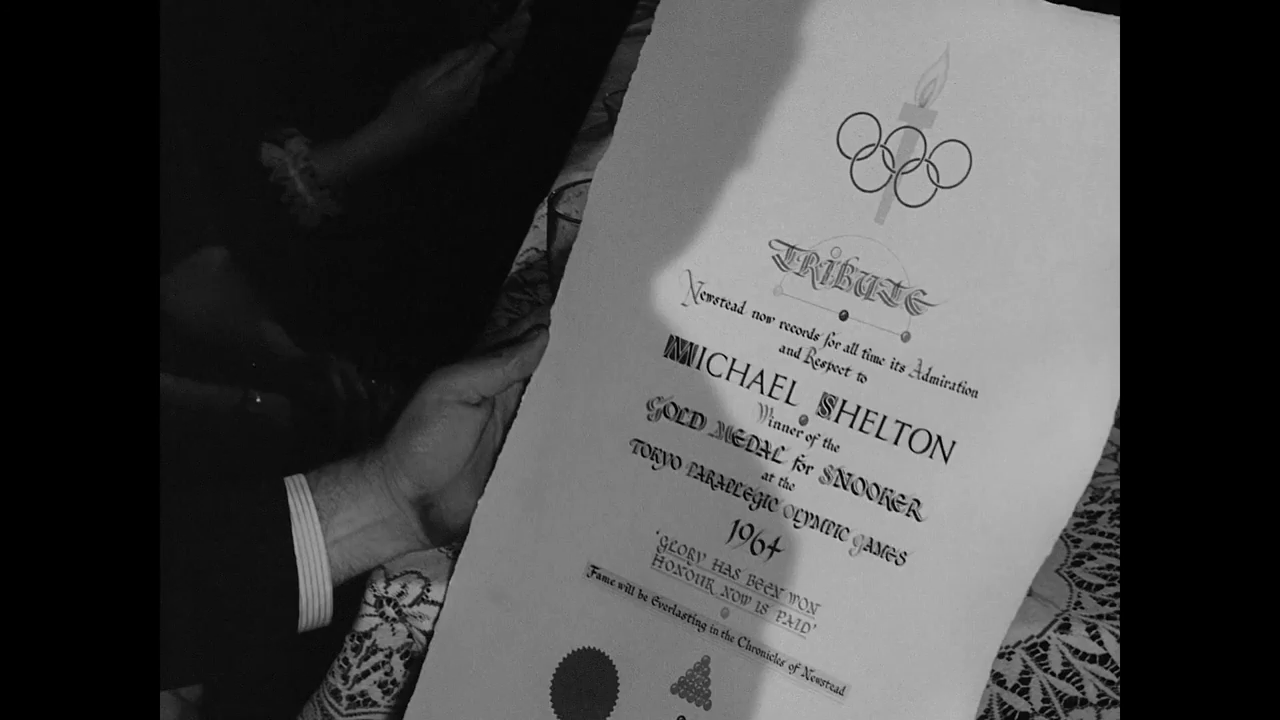 TRIBUTE
Newstead now records for all time its Admiration
and Respect to
MICHAEL SHELTON
Winner of the
GOLD MEDAL for SNOOKER
at the
TOKYO PARAPLEGIC OLYMPIC GAMES
1964
'GLORY HAS BEEN WON
HONOUR NOW IS PAID'
Fame will be Everlasting in the Chronicles of Newstead